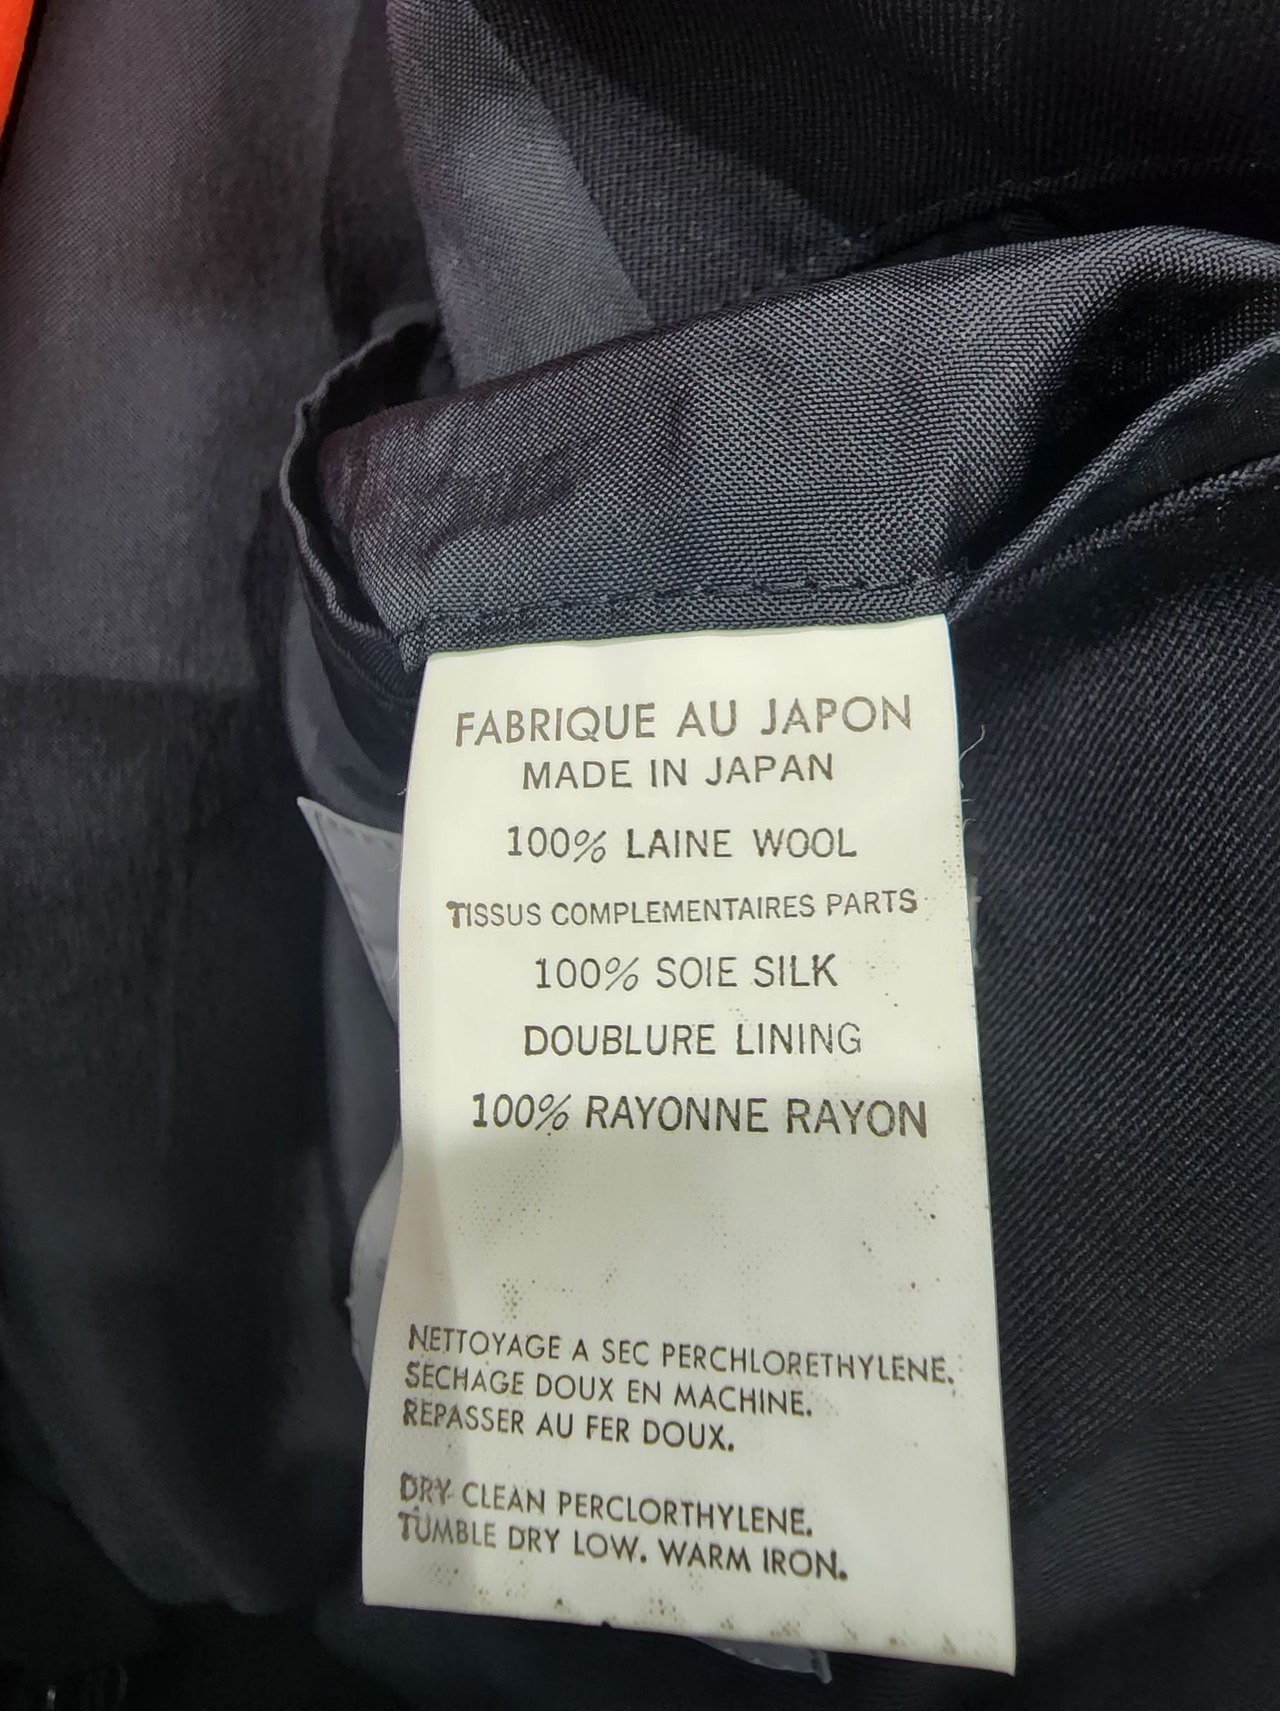 FABRIQUE AU JAPON
MADE IN JAPAN
100% LAINE WOOL
TISSUS COMPLEMENTAIRES PARTS
100% SOIE SILK
DOUBLURE LINING
100% RAYONNE RAYON
NETTOYAGE A SEC PERCHLORETHYLENE.
SECHAGE DOUX EN MACHINE.
REPASSER AU FER DOUX.
DRY CLEAN PERCLORTHYLENE.
TUMBLE DRY LOW. WARM IRON.